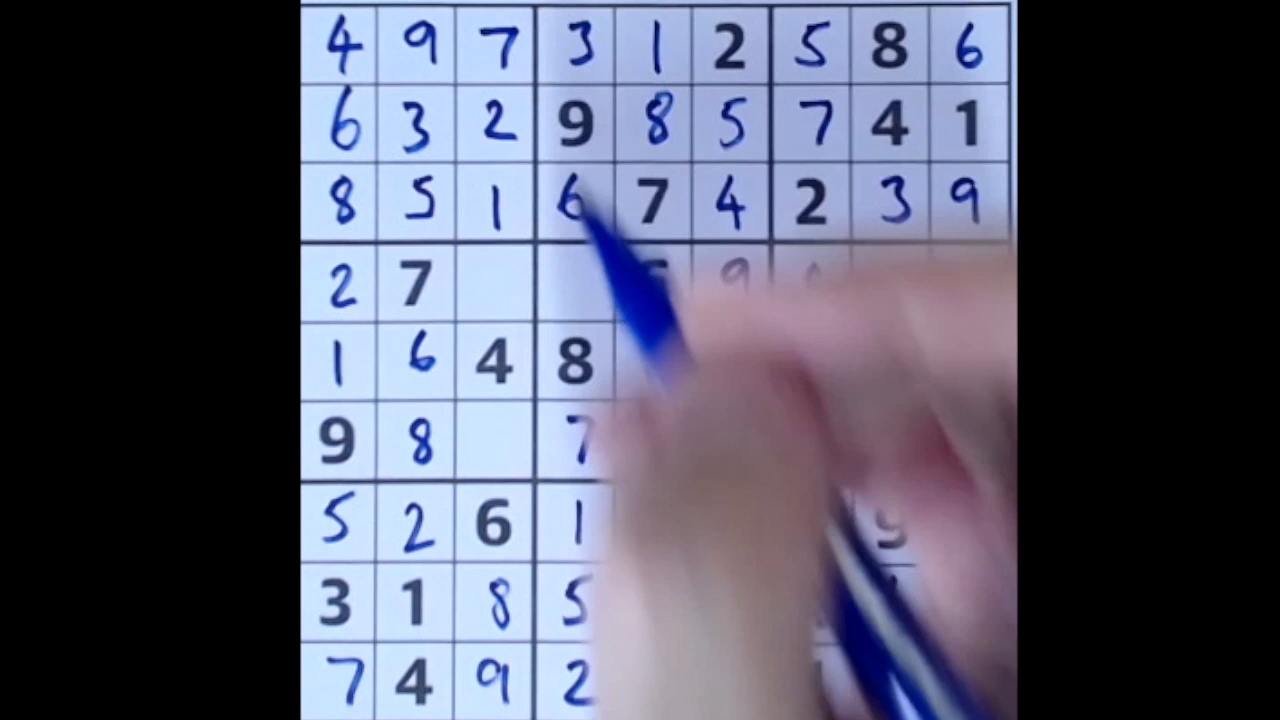 4 9 7 3 1 2 5 8 6
6 3 2 9 8 5 7 4 1
8 5 1 6 7 4 2 3 9
2 7 9
1 6 4 8
9 8 7
5 2 6 1
3 1 8 5
7 4 9 2